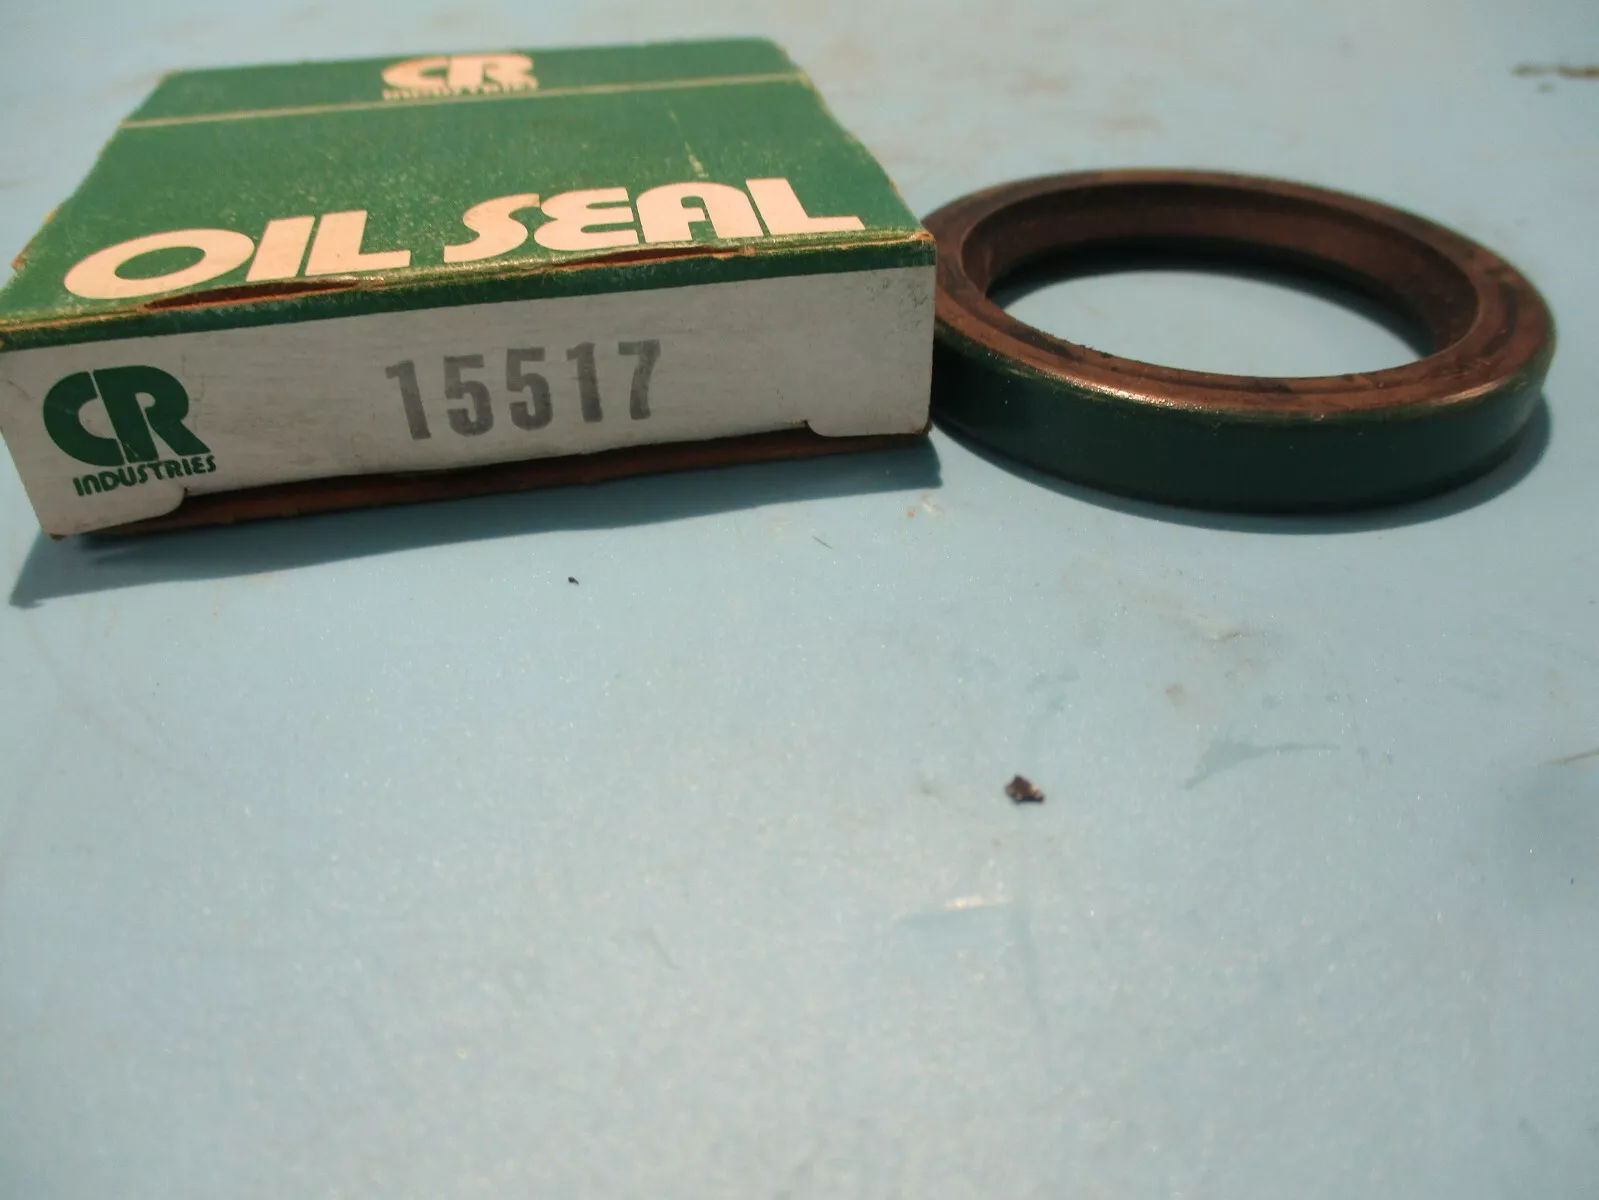 CR
INDUSTRIES
OIL SEAL
CR
INDUSTRIES
15517